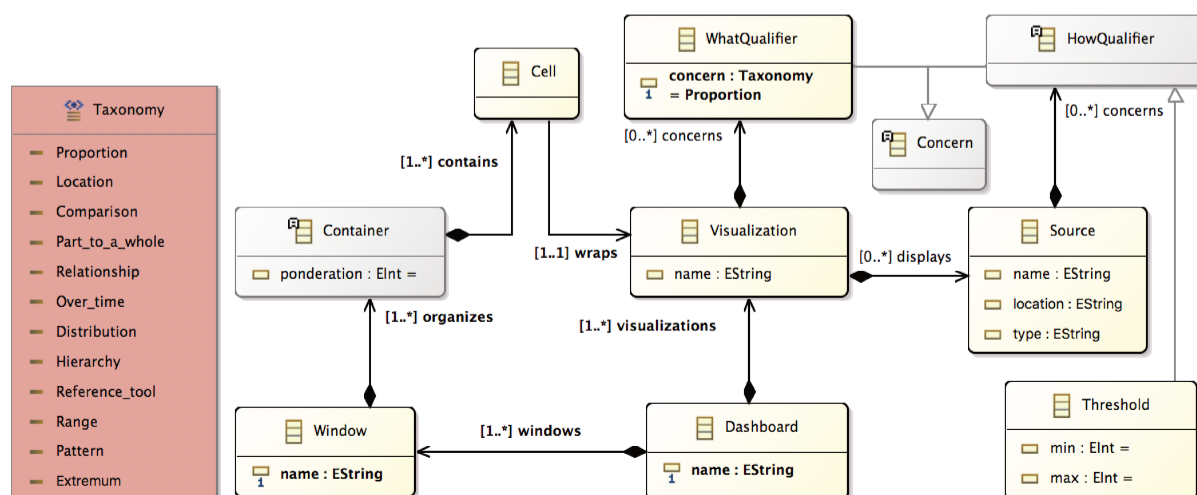 Taxonomy
Proportion
Location
Comparison
Part_to_a_whole
Relationship
Over_time
Distribution
Hierarchy
Reference_tool
Range
Pattern
Extremum
Cell
[1..*] contains
Container
ponderation : EInt =
[1..*] organizes
Window
1
name : EString
[1..*] windows
WhatQualifier
concern : Taxonomy
1
= Proportion
[0..*] concerns
[1..1] wraps
Visualization
name : EString
[1..*] visualizations
Dashboard
1
name : EString
[0..*] displays
HowQualifier
[0..*] concerns
Concern
Source
name : EString
location : EString
type : EString
Threshold
min : EInt =
max : EInt =